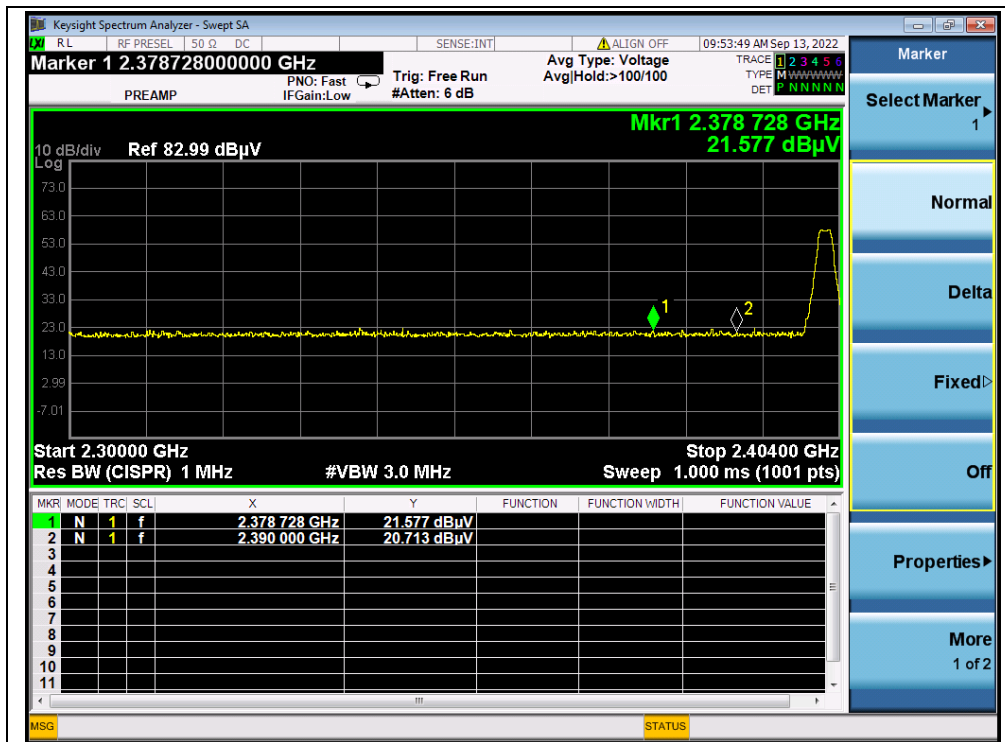 Keysight Spectrum Analyzer - Swept SA
LXI RL RF PRESEL 50 Ω DC SENSE:INT ALIGN OFF 09:53:49 AM Sep 13, 2022
Marker 1 2.378728000000 GHz
PREAMP
PNO: Fast
IFGain:Low
Trig: Free Run
#Atten: 6 dB
Avg Type: Voltage
Avg|Hold:>100/100
TRACE 1 2 3 4 5 6
TYPE M WWWWW
DET P N N N N N
Mkr1 2.378 728 GHz
21.577 dBµV
10 dB/div Ref 82.99 dBµV
Log
73.0
63.0
53.0
43.0
33.0
23.0
13.0
2.99
-7.01
1
2
Start 2.30000 GHz Stop 2.40400 GHz
Res BW (CISPR) 1 MHz #VBW 3.0 MHz Sweep 1.000 ms (1001 pts)
MKR MODE TRC SCL X Y FUNCTION FUNCTION WIDTH FUNCTION VALUE
1 N 1 f 2.378 728 GHz 21.577 dBµV
2 N 1 f 2.390 000 GHz 20.713 dBµV
3
4
5
6
7
8
9
10
11
MSG STATUS
Marker
Select Marker
1
Normal
Delta
Fixed
Off
Properties
More
1 of 2